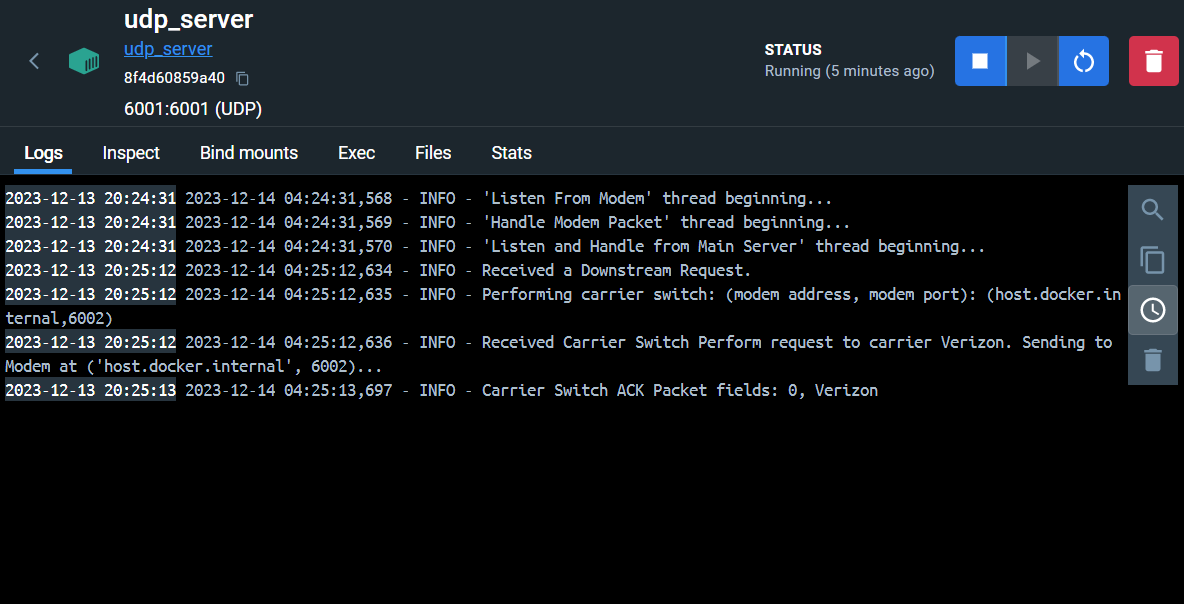 udp_server
udp_server
8f4d60859a40
6001:6001 (UDP)
STATUS
Running (5 minutes ago)
Logs Inspect Bind mounts Exec Files Stats
2023-12-13 20:24:31 2023-12-14 04:24:31,568 - INFO - 'Listen From Modem' thread beginning...
2023-12-13 20:24:31 2023-12-14 04:24:31,569 - INFO - 'Handle Modem Packet' thread beginning...
2023-12-13 20:24:31 2023-12-14 04:24:31,570 - INFO - 'Listen and Handle from Main Server' thread beginning...
2023-12-13 20:25:12 2023-12-14 04:25:12,634 - INFO - Received a Downstream Request.
2023-12-13 20:25:12 2023-12-14 04:25:12,635 - INFO - Performing carrier switch: (modem address, modem port): (host.docker.in
ternal,6002)
2023-12-13 20:25:12 2023-12-14 04:25:12,636 - INFO - Received Carrier Switch Perform request to carrier Verizon. Sending to
Modem at ('host.docker.internal', 6002)...
2023-12-13 20:25:13 2023-12-14 04:25:13,697 - INFO - Carrier Switch ACK Packet fields: 0, Verizon